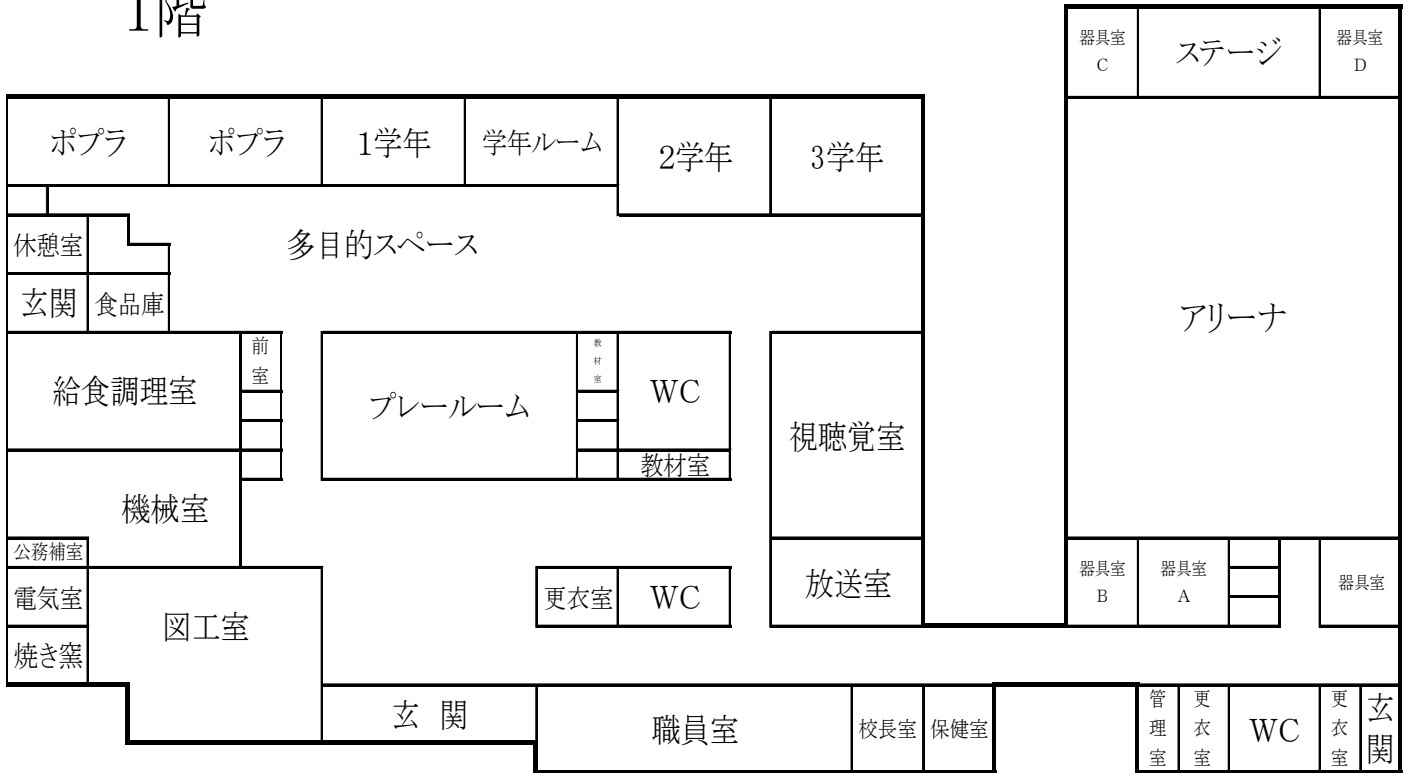 1階
器具室
C
ステージ
器具室
D
ポプラ
ポプラ
1学年
学年ルーム
2学年
3学年
休憩室
多目的スペース
玄関
食品庫
アリーナ
給食調理室
前室
プレールーム
教材室
WC
視聴覚室
教材室
機械室
公務補室
電気室
図工室
更衣室
WC
放送室
器具室
B
器具室
A
器具室
焼き窯
玄 関
職員室
校長室
保健室
管理室
更衣室
WC
更衣室
玄関